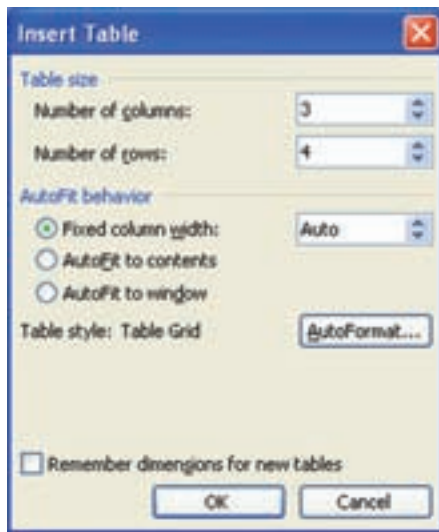 Insert Table
Table size
Number of columns: 3
Number of rows: 4
AutoFit behavior
Fixed column width: Auto
AutoFit to contents
AutoFit to window
Table style: Table Grid AutoFormat...
Remember dimensions for new tables
OK Cancel